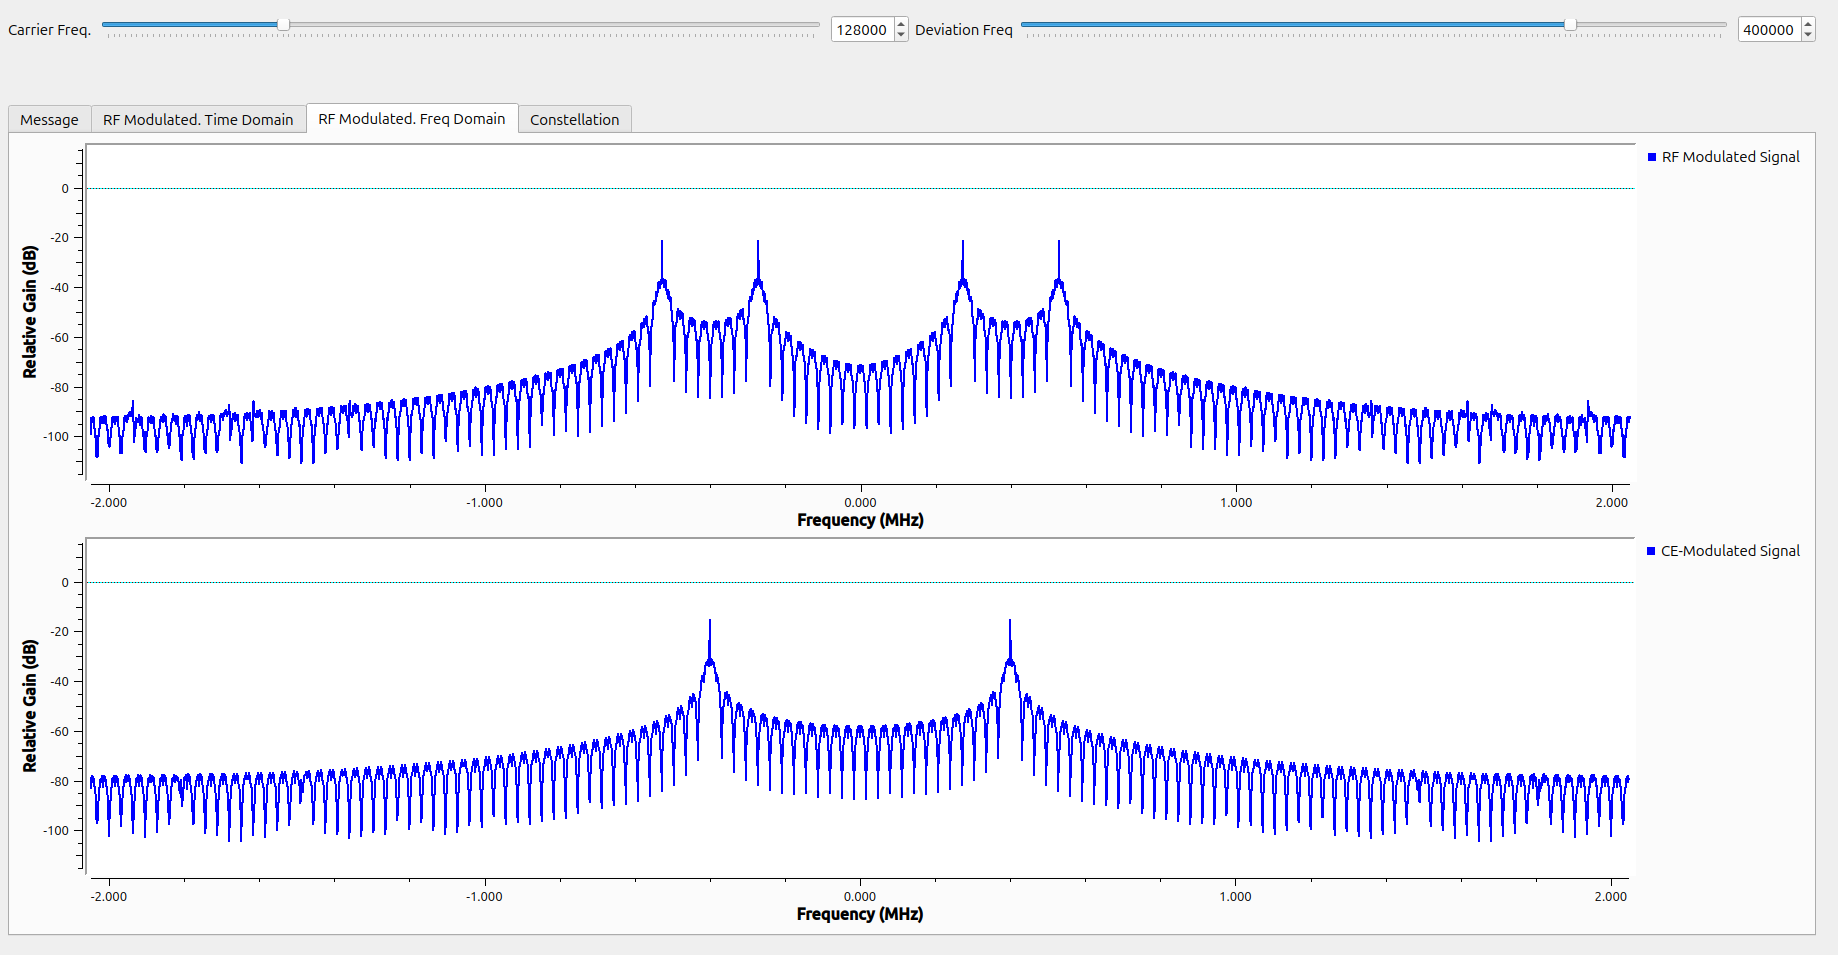 Carrier Freq. 128000 Deviation Freq 400000
Message RF Modulated. Time Domain RF Modulated. Freq Domain Constellation
RF Modulated Signal
Relative Gain (dB)
0
-20
-40
-60
-80
-100
-2.000 -1.000 0.000 1.000 2.000
Frequency (MHz)
CE-Modulated Signal
Relative Gain (dB)
0
-20
-40
-60
-80
-100
-2.000 -1.000 0.000 1.000 2.000
Frequency (MHz)